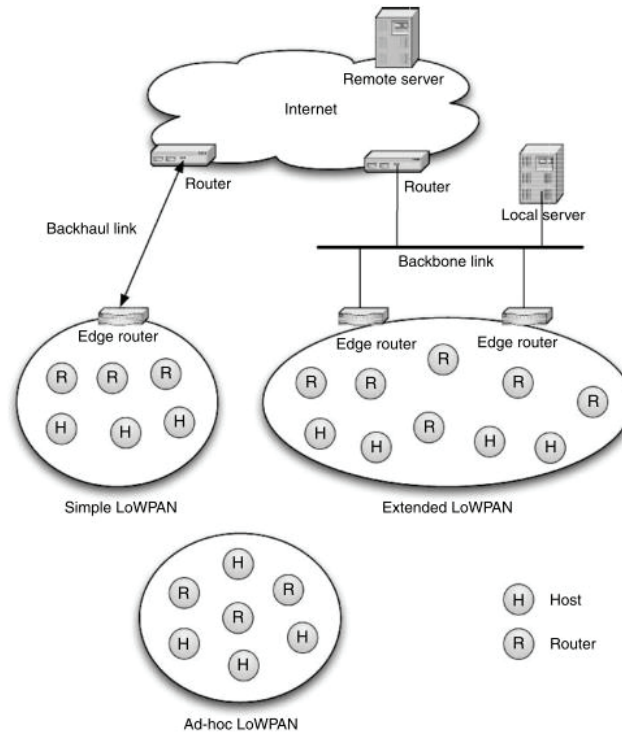 Remote server
Internet
Router
Router
Local server
Backhaul link
Backbone link
Edge router
Edge router
Edge router
R
R
R
H
H
H
R
R
R
R
R
H
H
R
H
H
Simple LoWPAN
Extended LoWPAN
H
R
R
R
H
H
H
H Host
R Router
Ad-hoc LoWPAN